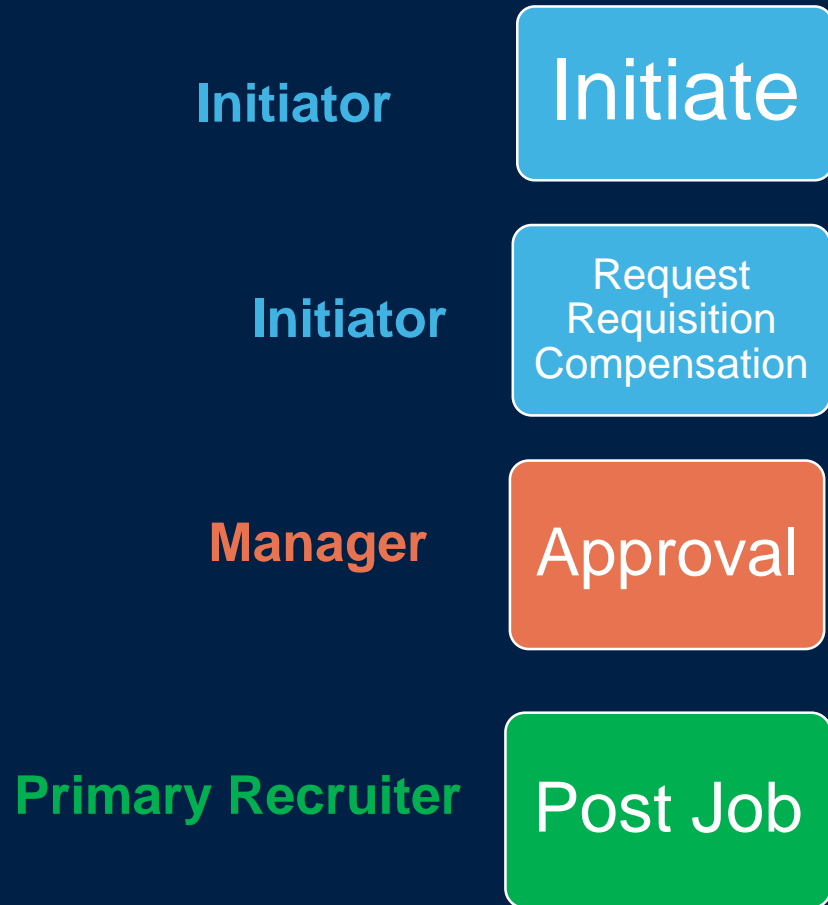 Initiator
Initiate
Initiator
Request
Requisition
Compensation
Manager
Approval
Primary Recruiter
Post Job